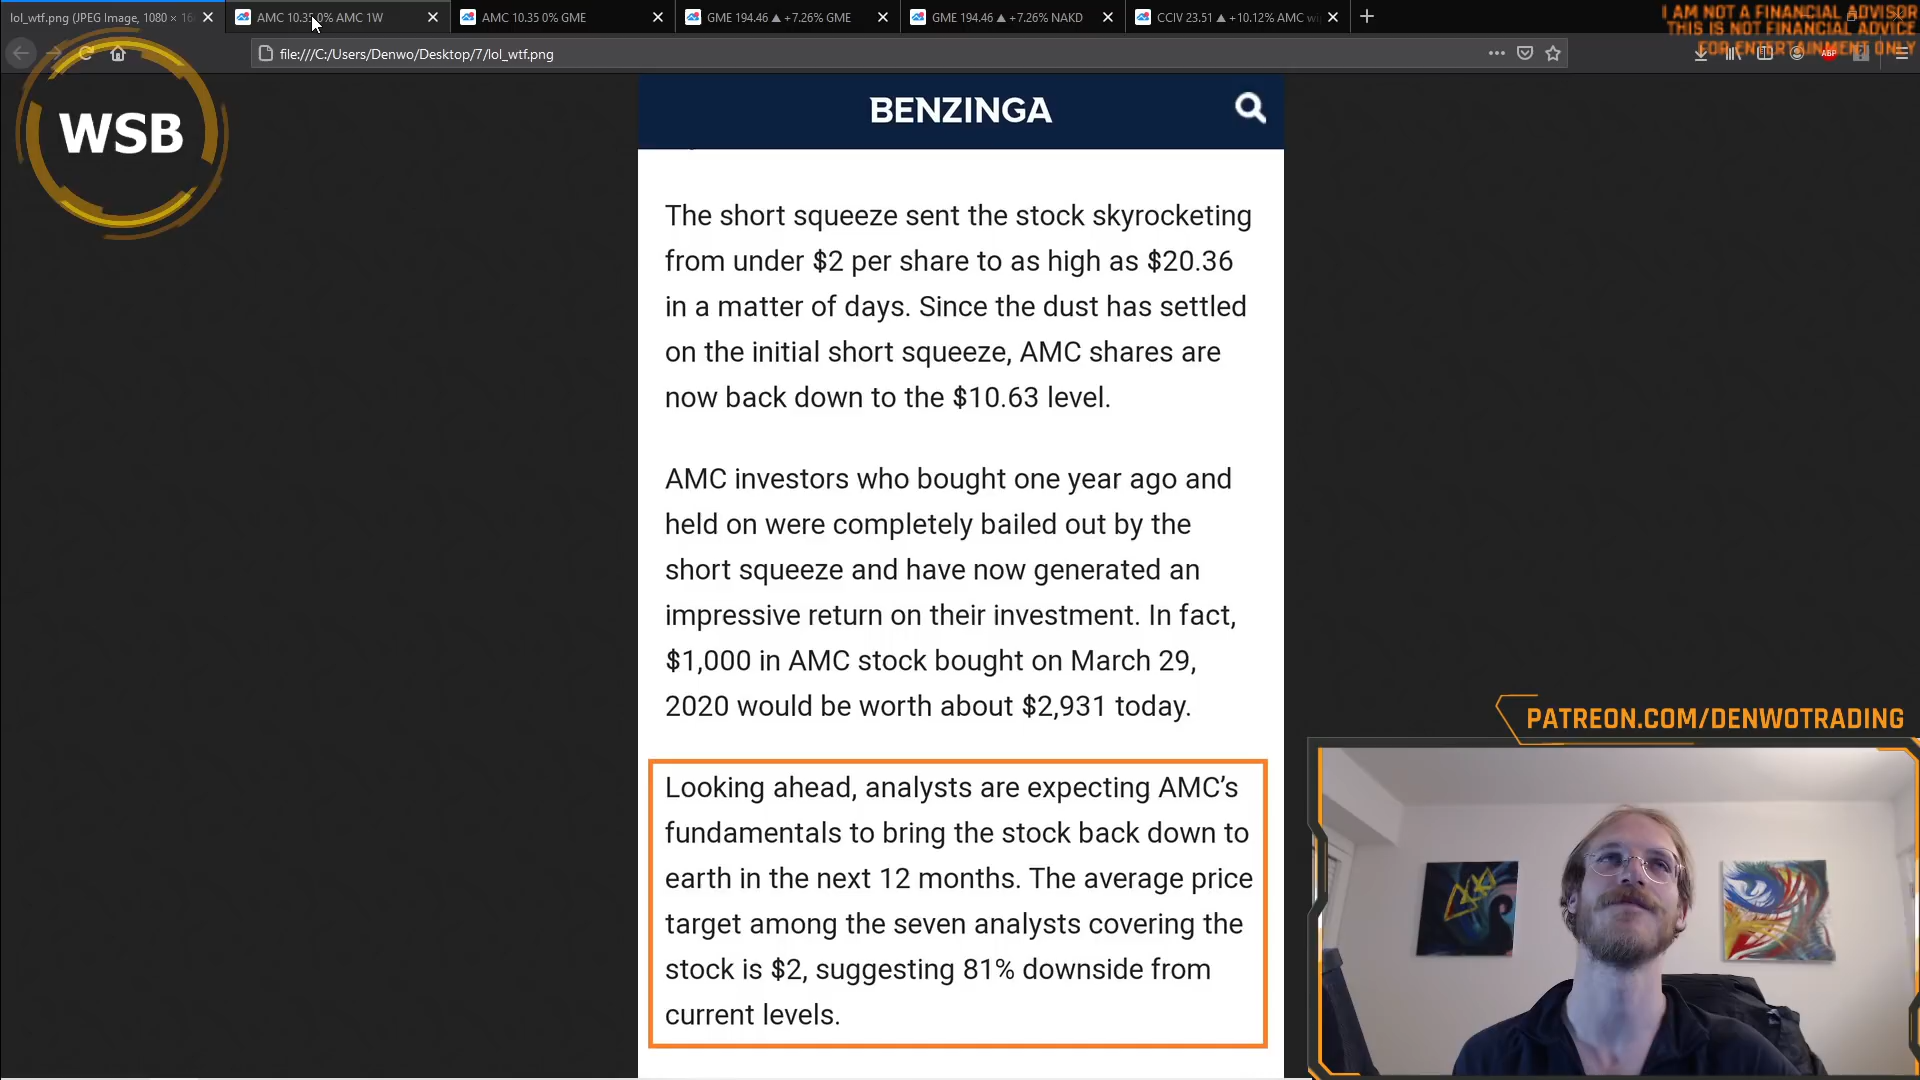 lol_wtf.png (JPEG Image, 1080 × 16
AMC 10.35 0% AMC 1W
AMC 10.35 0% GME
GME 194.46 ▲ +7.26% GME
GME 194.46 ▲ +7.26% NAKD
CCIV 23.51 ▲ +10.12% AMC
I AM NOT A FINANCIAL ADVISOR
THIS IS NOT FINANCIAL ADVICE
FOR ENTERTAINMENT ONLY
file:///C:/Users/Denwo/Desktop/7/lol_wtf.png
ABP
WSB
BENZINGA
The short squeeze sent the stock skyrocketing
from under $2 per share to as high as $20.36
in a matter of days. Since the dust has settled
on the initial short squeeze, AMC shares are
now back down to the $10.63 level.
AMC investors who bought one year ago and
held on were completely bailed out by the
short squeeze and have now generated an
impressive return on their investment. In fact,
$1,000 in AMC stock bought on March 29,
2020 would be worth about $2,931 today.
Looking ahead, analysts are expecting AMC’s
fundamentals to bring the stock back down to
earth in the next 12 months. The average price
target among the seven analysts covering the
stock is $2, suggesting 81% downside from
current levels.
PATREON.COM/DENWOTRADING